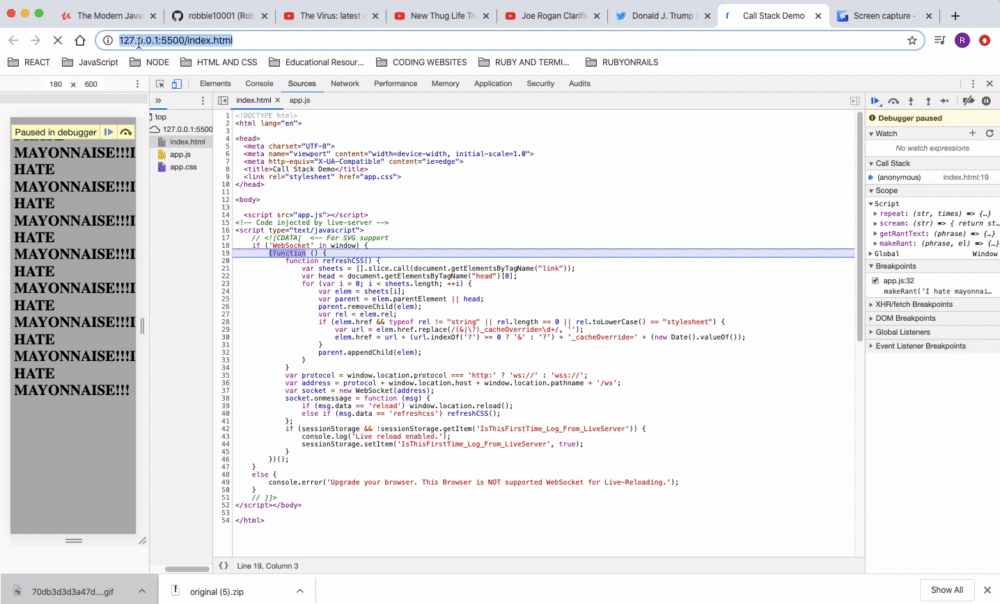 The Modern Javas
robbie10001 (Rob
The Virus: latest c
New Thug Life Tr
Joe Rogan Clarifi
Donald J. Trump
Call Stack Demo
Screen capture -
127.0.0.1:5500/index.html
R
REACT
JavaScript
NODE
HTML AND CSS
Educational Resour...
CODING WEBSITES
RUBY AND TERMI...
RUBYONRAILS
180 x 600
Elements
Console
Sources
Network
Performance
Memory
Application
Security
Audits
Paused in debugger
MAYONNAISE!!!I
HATE
MAYONNAISE!!!I
HATE
MAYONNAISE!!!I
HATE
MAYONNAISE!!!I
HATE
MAYONNAISE!!!I
HATE
MAYONNAISE!!!I
HATE
MAYONNAISE!!!I
HATE
MAYONNAISE!!!
top
127.0.0.1:5500
index.html
app.js
app.css
index.html
app.js
1 <!DOCTYPE html>
2 <html lang="en">
3
4 <head>
5 <meta charset="UTF-8">
6 <meta name="viewport" content="width=device-width, initial-scale=1.0">
7 <meta http-equiv="X-UA-Compatible" content="ie=edge">
8 <title>Call Stack Demo</title>
9 <link rel="stylesheet" href="app.css">
10 </head>
11
12 <body>
13
14 <script src="app.js"></script>
15 <!-- Code injected by live-server -->
16 <script type="text/javascript">
17 // <![CDATA[ <-- For SVG support
18 if ('WebSocket' in window) {
19 (function () {
20 function refreshCSS() {
21 var sheets = [].slice.call(document.getElementsByTagName("link"));
22 var head = document.getElementsByTagName("head")[0];
23 for (var i = 0; i < sheets.length; ++i) {
24 var elem = sheets[i];
25 var parent = elem.parentElement || head;
26 parent.removeChild(elem);
27 var rel = elem.rel;
28 if (elem.href && typeof rel != "string" || rel.length == 0 || rel.toLowerCase() == "stylesheet") {
29 var url = elem.href.replace(/(&|\?)_cacheOverride=\d+/, '');
30 elem.href = url + (url.indexOf('?') >= 0 ? '&' : '?') + '_cacheOverride=' + (new Date().valueOf());
31 }
32 parent.appendChild(elem);
33 }
34 }
35 var protocol = window.location.protocol === 'http:' ? 'ws://' : 'wss://';
36 var address = protocol + window.location.host + window.location.pathname + '/ws';
37 var socket = new WebSocket(address);
38 socket.onmessage = function (msg) {
39 if (msg.data == 'reload') window.location.reload();
40 else if (msg.data == 'refreshcss') refreshCSS();
41 };
42 if (sessionStorage && !sessionStorage.getItem('IsThisFirstTime_Log_From_LiveServer')) {
43 console.log('Live reload enabled.');
44 sessionStorage.setItem('IsThisFirstTime_Log_From_LiveServer', true);
45 }
46 })();
47 }
48 else {
49 console.error('Upgrade your browser. This Browser is NOT supported WebSocket for Live-Reloading.');
50 }
51 // ]]>
52 </script></body>
53
54 </html>
{} Line 19, Column 3
Debugger paused
Watch
No watch expressions
Call Stack
(anonymous) index.html:19
Scope
Script
repeat: (str, times) => {…}
scream: (str) => { return st…
getRantText: (phrase) => {…}
makeRant: (phrase, el) => {…}
Global Window
Breakpoints
app.js:32
makeRant('I hate mayonnai…
XHR/fetch Breakpoints
DOM Breakpoints
Global Listeners
Event Listener Breakpoints
70db3d3d3a47d....gif
original (5).zip
Show All